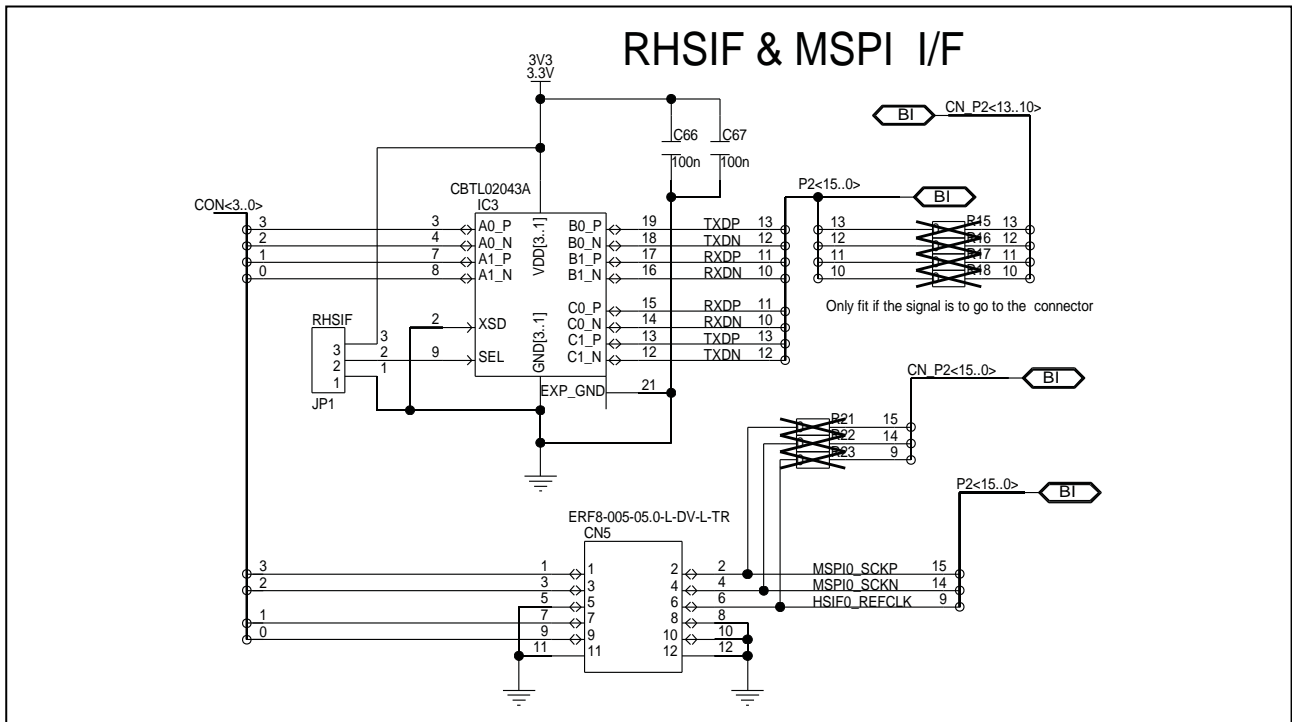 RHSIF & MSPI I/F
3V3
3.3V
BI
CN_P2<13..10>
C66
100n
C67
100n
CBTL02043A
IC3
P2<15..0>
BI
CON<3..0>
3 3 A0_P B0_P 19 TXDP 13
2 4 A0_N B0_N 18 TXDN 12
1 7 A1_P B1_P 17 RXDP 11
0 8 A1_N B1_N 16 RXDN 10
VDD[3..1]
13 R15 13
12 R16 12
11 R17 11
10 R18 10
Only fit if the signal is to go to the connector
C0_P 15 RXDP 11
C0_N 14 RXDN 10
C1_P 13 TXDP 13
C1_N 12 TXDN 12
RHSIF
2 XSD
9 SEL
GND[3..1]
3 3
2 2
1 1
JP1
EXP_GND 21
CN_P2<15..0>
BI
R21 15
R22 14
R23 9
P2<15..0>
BI
ERF8-005-05.0-L-DV-L-TR
CN5
3 1 1 2 2 MSPI0_SCKP 15
2 3 3 4 4 MSPI0_SCKN 14
5 5 6 6 HSIF0_REFCLK 9
1 7 7 8 8
0 9 9 10 10
11 11 12 12